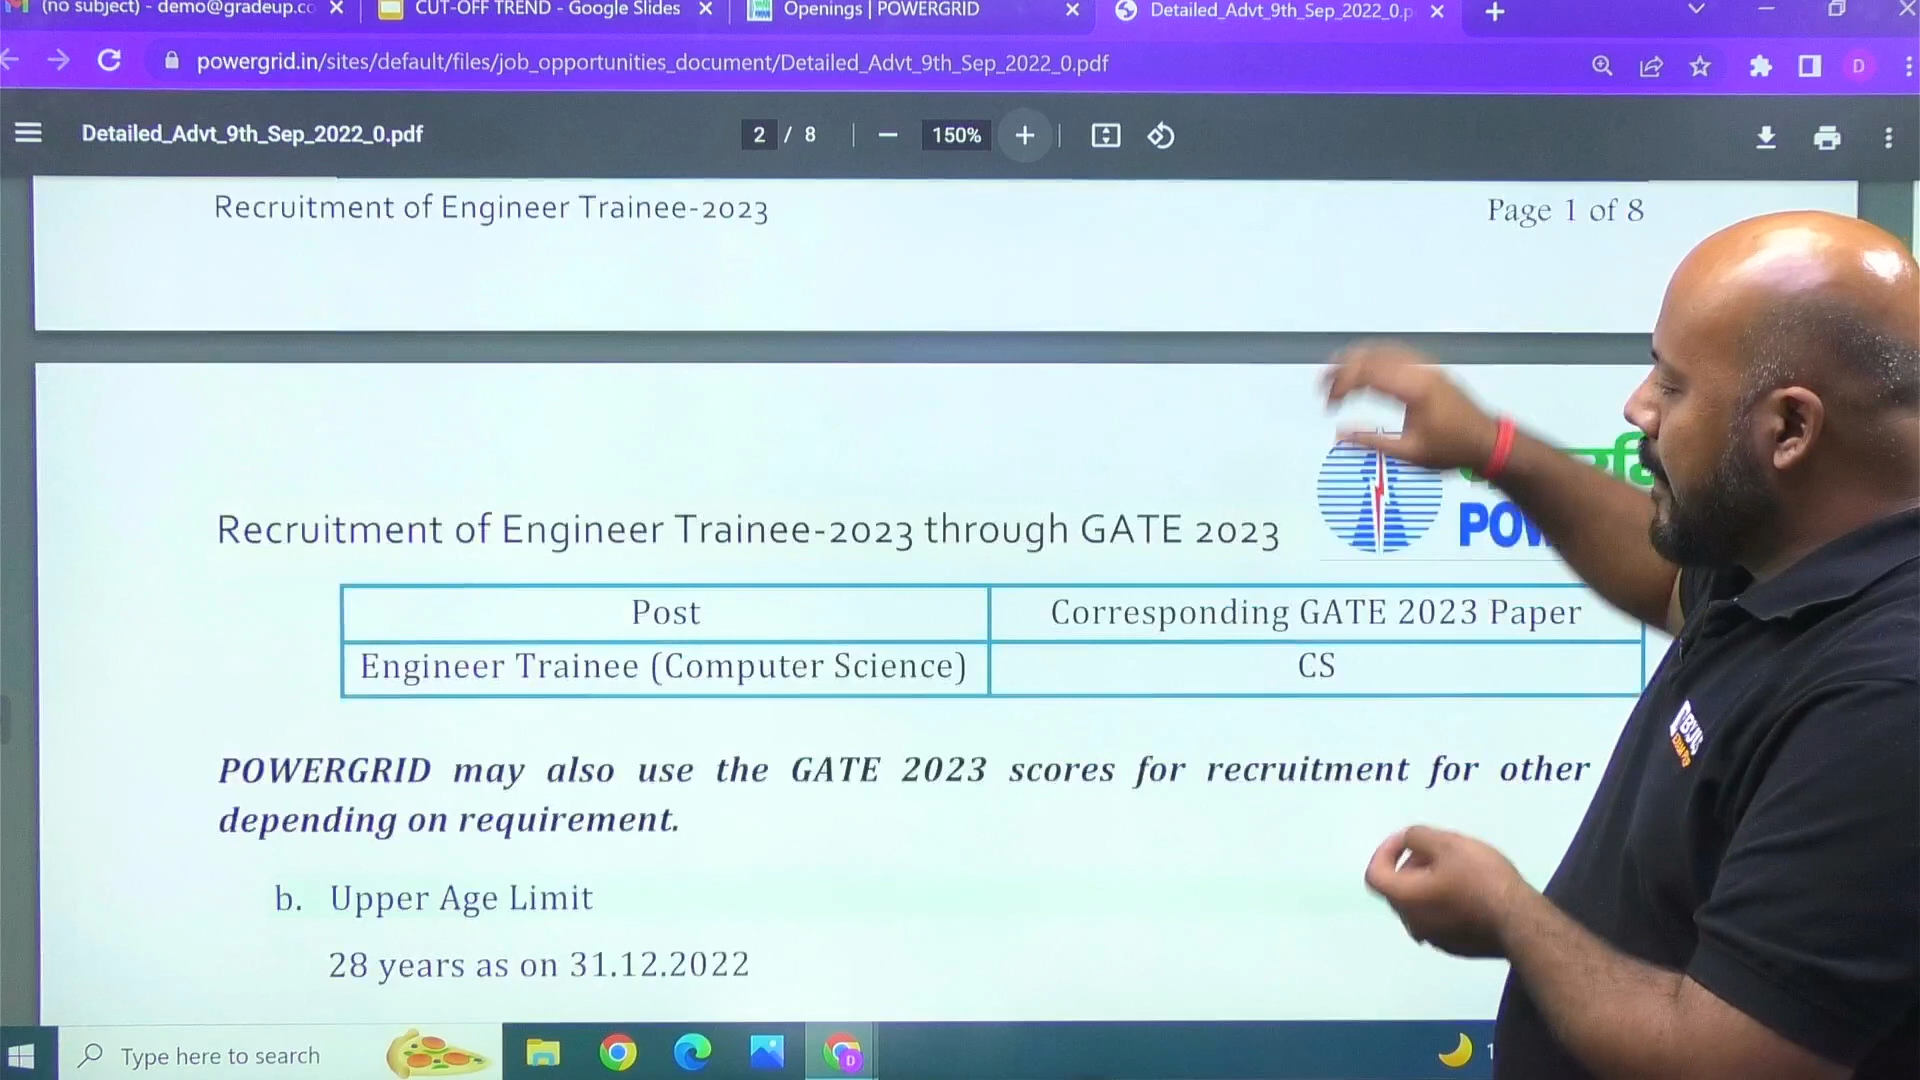 (no subject) - demo@gradeup.co
CUT-OFF TREND - Google Slides
Openings | POWERGRID
Detailed_Advt_9th_Sep_2022_0.p
powergrid.in/sites/default/files/job_opportunities_document/Detailed_Advt_9th_Sep_2022_0.pdf
D
Detailed_Advt_9th_Sep_2022_0.pdf
2 / 8
150%
Recruitment of Engineer Trainee-2023
Page 1 of 8
Recruitment of Engineer Trainee-2023 through GATE 2023
Post
Corresponding GATE 2023 Paper
Engineer Trainee (Computer Science)
CS
POWERGRID may also use the GATE 2023 scores for recruitment for other
depending on requirement.
b. Upper Age Limit
28 years as on 31.12.2022
Type here to search
D